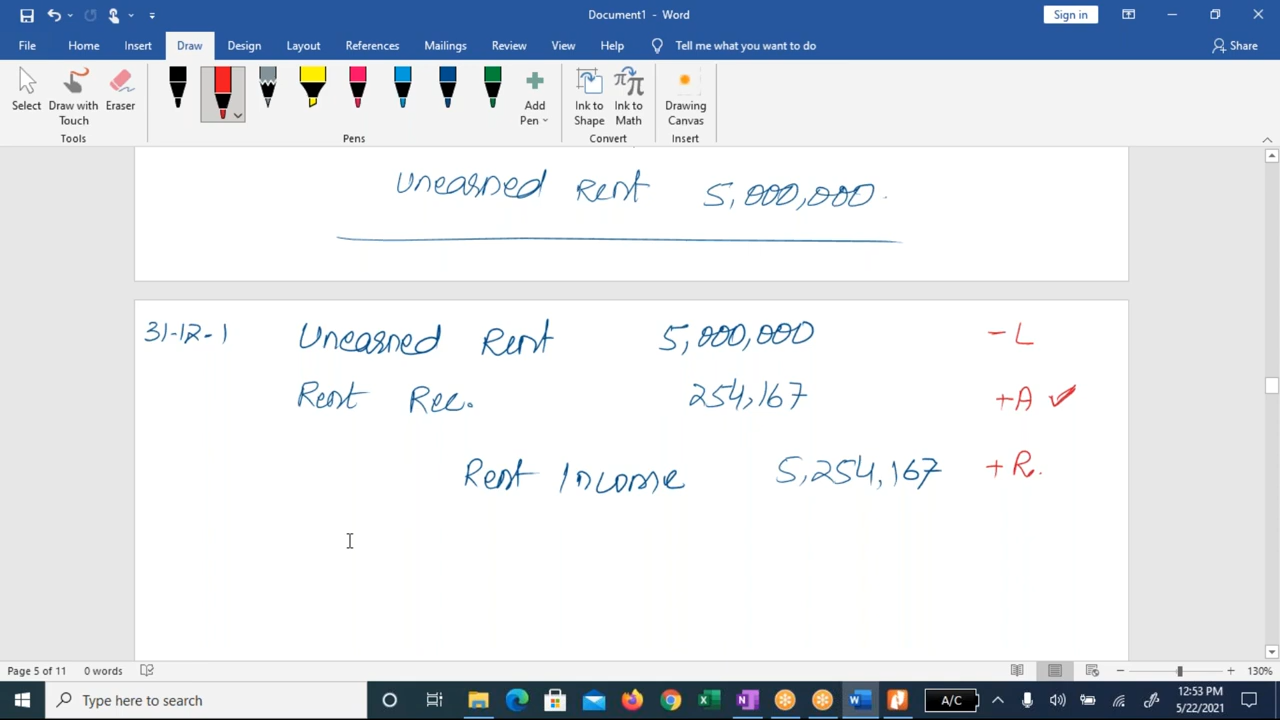 Document1 - Word
Sign in
File Home Insert Draw Design Layout References Mailings Review View Help Tell me what you want to do Share
Select Draw with Touch Eraser Add Pen Ink to Shape Ink to Math Drawing Canvas
Tools Pens Convert Insert
Unearned Rent 5,000,000
31-12-1 Unearned Rent 5,000,000 - L
Rent Rec. 254,167 + A ✓
Rent Income 5,254,167 + R.
Page 5 of 11 0 words 130%
Type here to search A/C 12:53 PM
5/22/2021